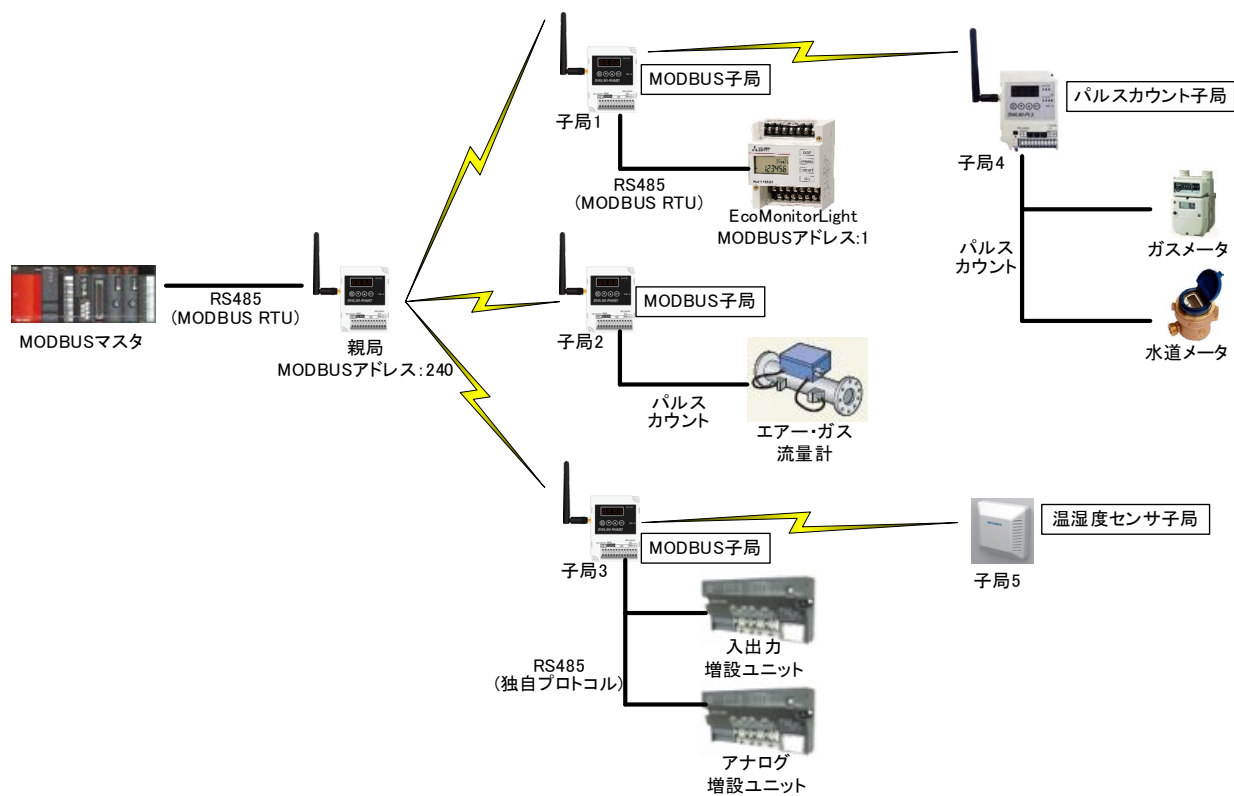 MODBUS子局
子局1
RS485
(MODBUS RTU)
123456
EcoMonitorLight
MODBUSアドレス:1
パルスカウント子局
子局4
パルス
カウント
ガスメータ
水道メータ
MODBUSマスタ
RS485
(MODBUS RTU)
親局
MODBUSアドレス:240
MODBUS子局
子局2
パルス
カウント
エアー・ガス
流量計
MODBUS子局
子局3
RS485
(独自プロトコル)
入出力
増設ユニット
アナログ
増設ユニット
温湿度センサ子局
子局5